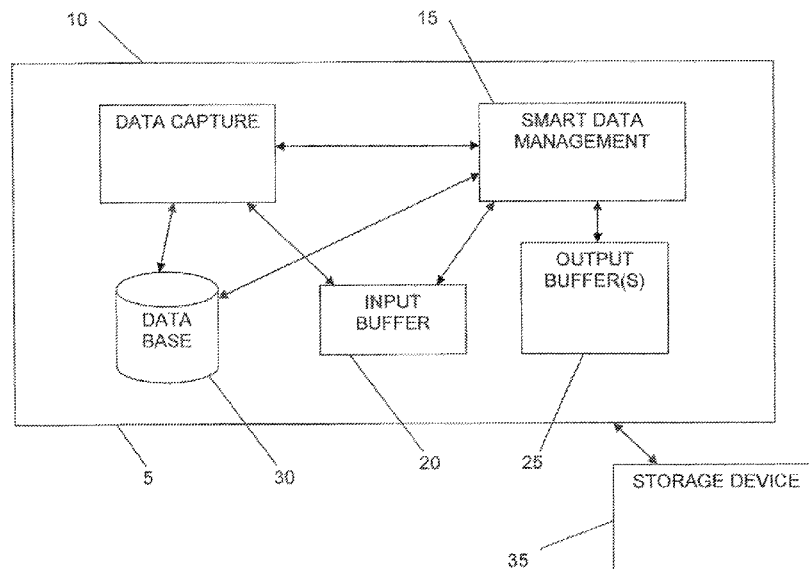 10
15
DATA CAPTURE
SMART DATA
MANAGEMENT
OUTPUT
BUFFER(S)
INPUT
BUFFER
DATA
BASE
5
30
20
25
STORAGE DEVICE
35